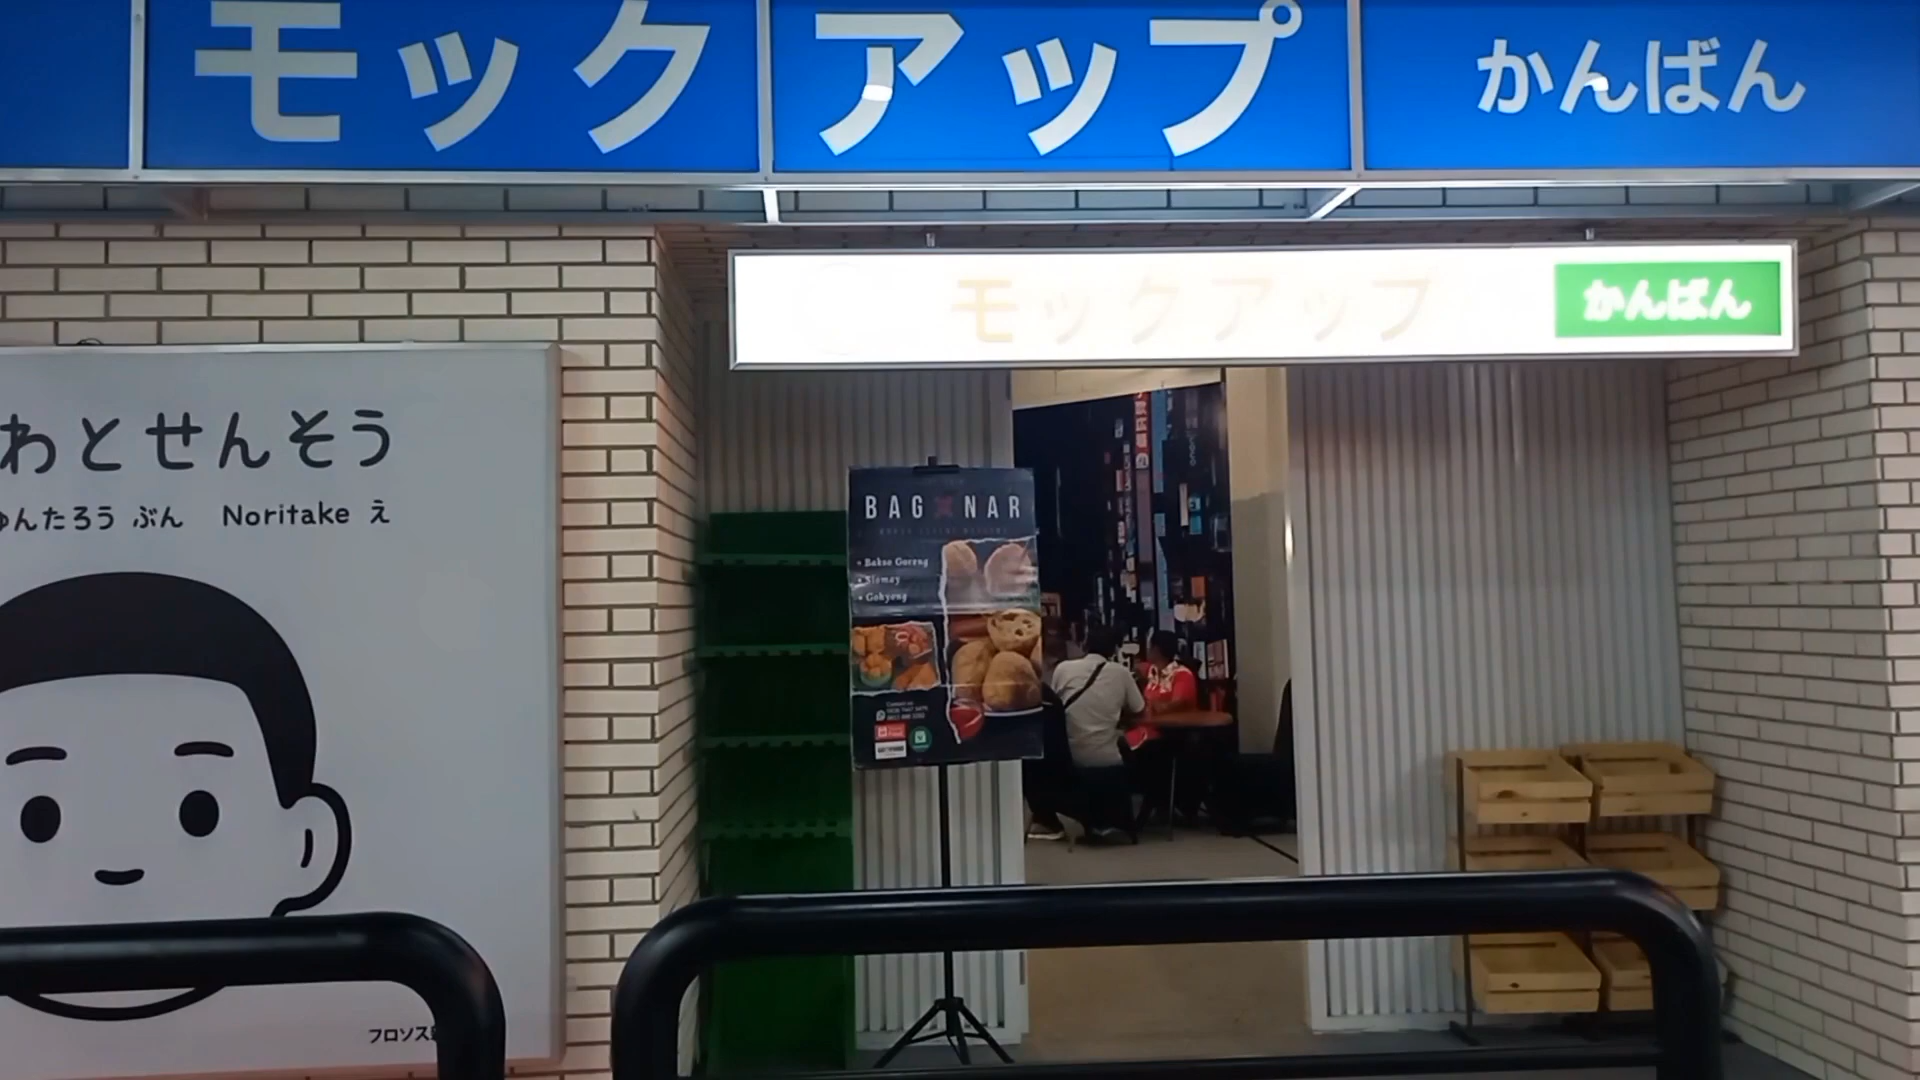 モックアップ かんばん
モックアップ かんばん
わとせんそう
ゅんたろう ぶん Noritake え
フロソス
BAG NAR
• Bakso Goreng
• Siomay
• Gohyong